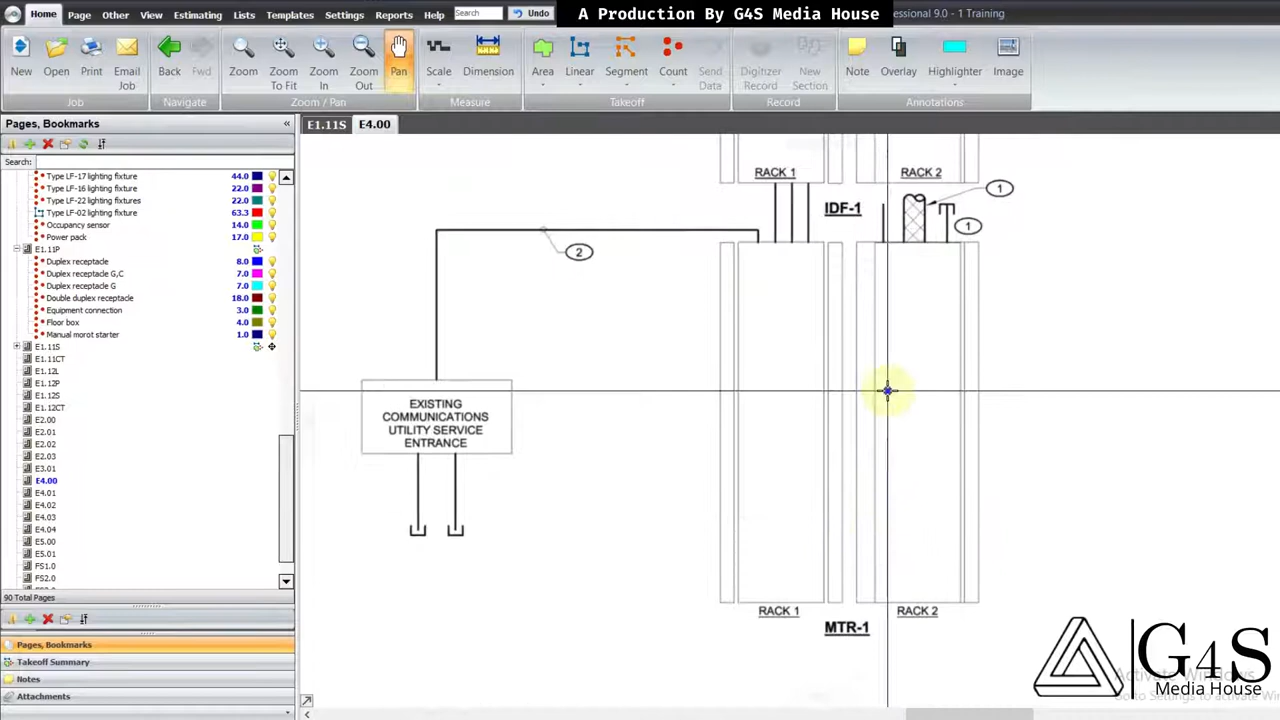 Home Page Other View Estimating Lists Templates Settings Reports Help Search Undo
A Production By G4S Media House
essional 9.0 - 1 Training
New Open Print Email Job Back Fwd Zoom Zoom To Fit Zoom In Zoom Out Pan Scale Dimension Area Linear Segment Count Send Data Digitizer Record New Section Note Overlay Highlighter Image
Job Navigate Zoom / Pan Measure Takeoff Record Annotations
Pages, Bookmarks «
E1.11S E4.00
Search:
Type LF-17 lighting fixture 44.0
Type LF-16 lighting fixture 22.0
Type LF-22 lighting fixtures 22.0
Type LF-02 lighting fixture 63.3
Occupancy sensor 14.0
Power pack 17.0
E1.11P
Duplex receptacle 8.0
Duplex receptacle G,C 7.0
Duplex receptacle G 7.0
Double duplex receptacle 18.0
Equipment connection 3.0
Floor box 4.0
Manual morot starter 1.0
E1.11S
E1.11CT
E1.12L
E1.12P
E1.12S
E1.12CT
E2.00
E2.01
E2.02
E2.03
E3.01
E4.00
E4.01
E4.02
E4.03
E4.04
E5.00
E5.01
FS1.0
FS2.0
90 Total Pages
Pages, Bookmarks
Takeoff Summary
Notes
Attachments
RACK 1 RACK 2
1
IDF-1
1
2
EXISTING
COMMUNICATIONS
UTILITY SERVICE
ENTRANCE
RACK 1 RACK 2
MTR-1
G4S
Media House
Activate Windows
Go to Settings to activate Win